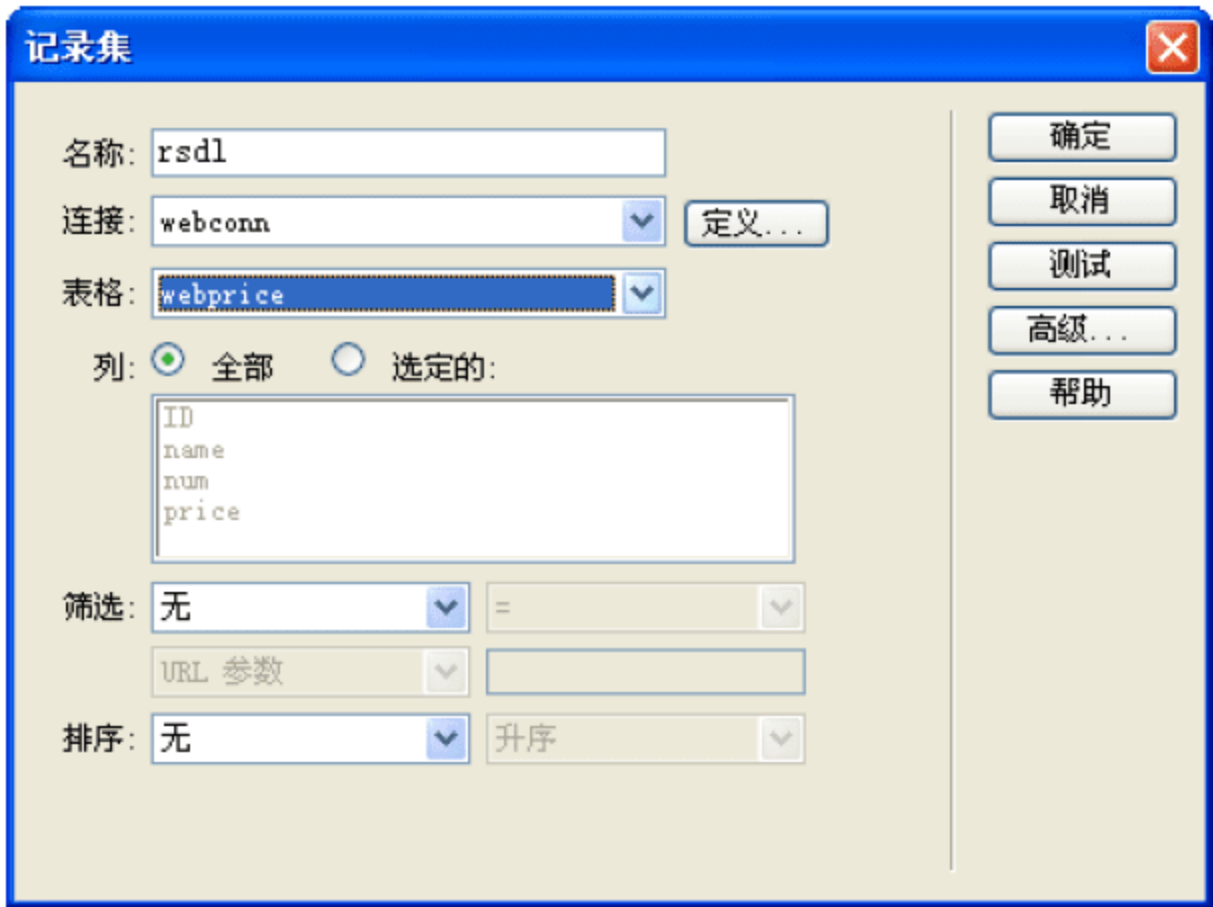 记录集
名称: rsdl
连接: webconn 定义...
表格: webprice
列: 全部 选定的:
ID
name
num
price
筛选: 无 =
URL 参数
排序: 无 升序
确定
取消
测试
高级...
帮助